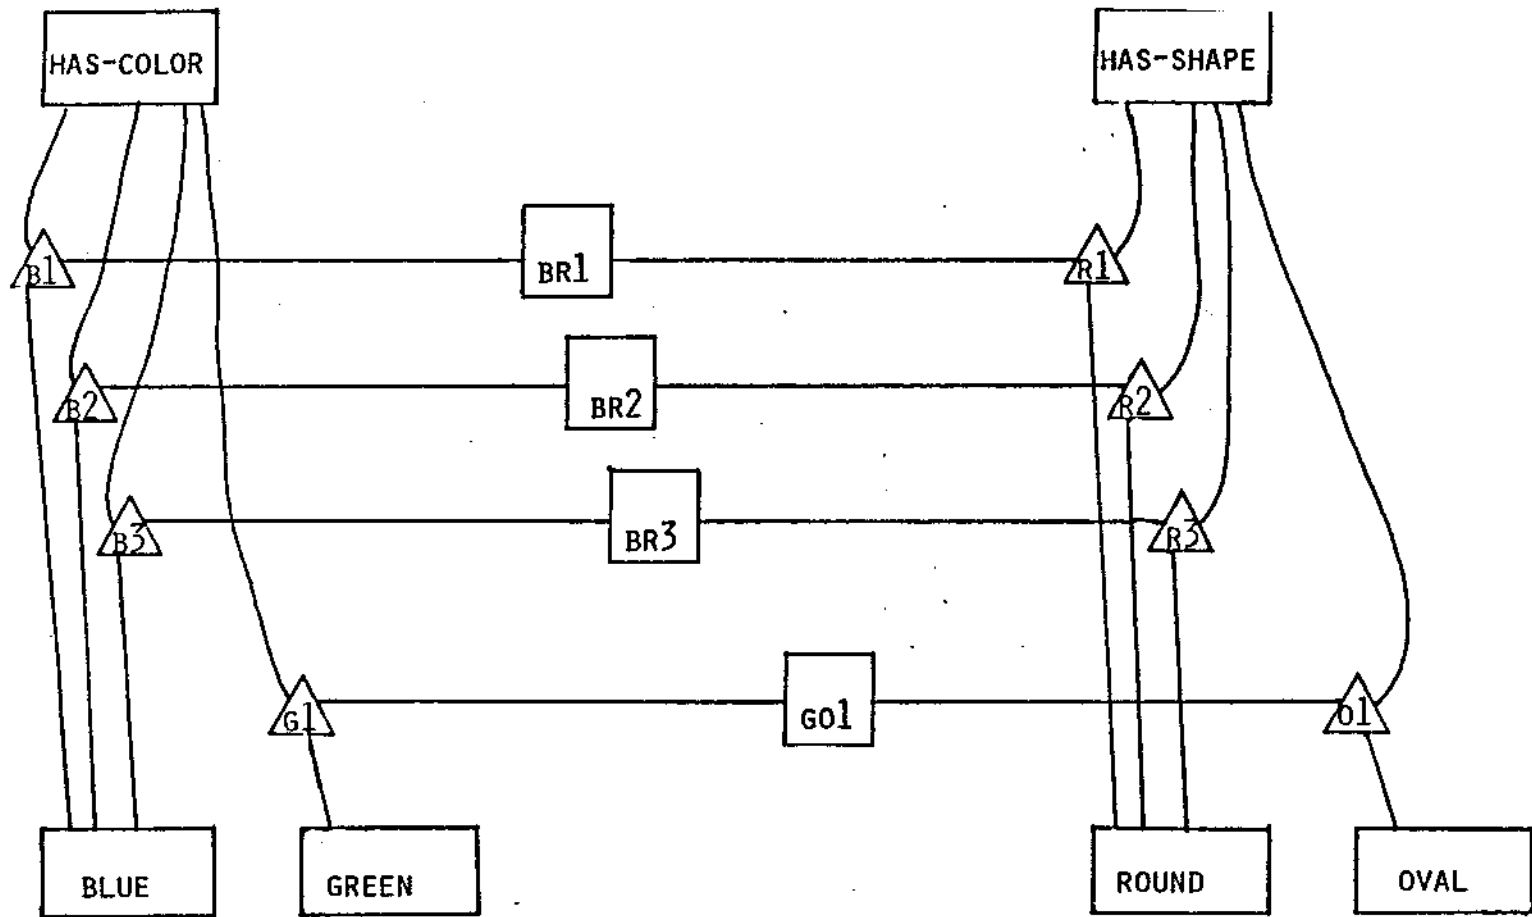 HAS-COLOR
HAS-SHAPE
B1
BR1
R1
B2
BR2
R2
B3
BR3
R3
G1
GO1
O1
BLUE
GREEN
ROUND
OVAL